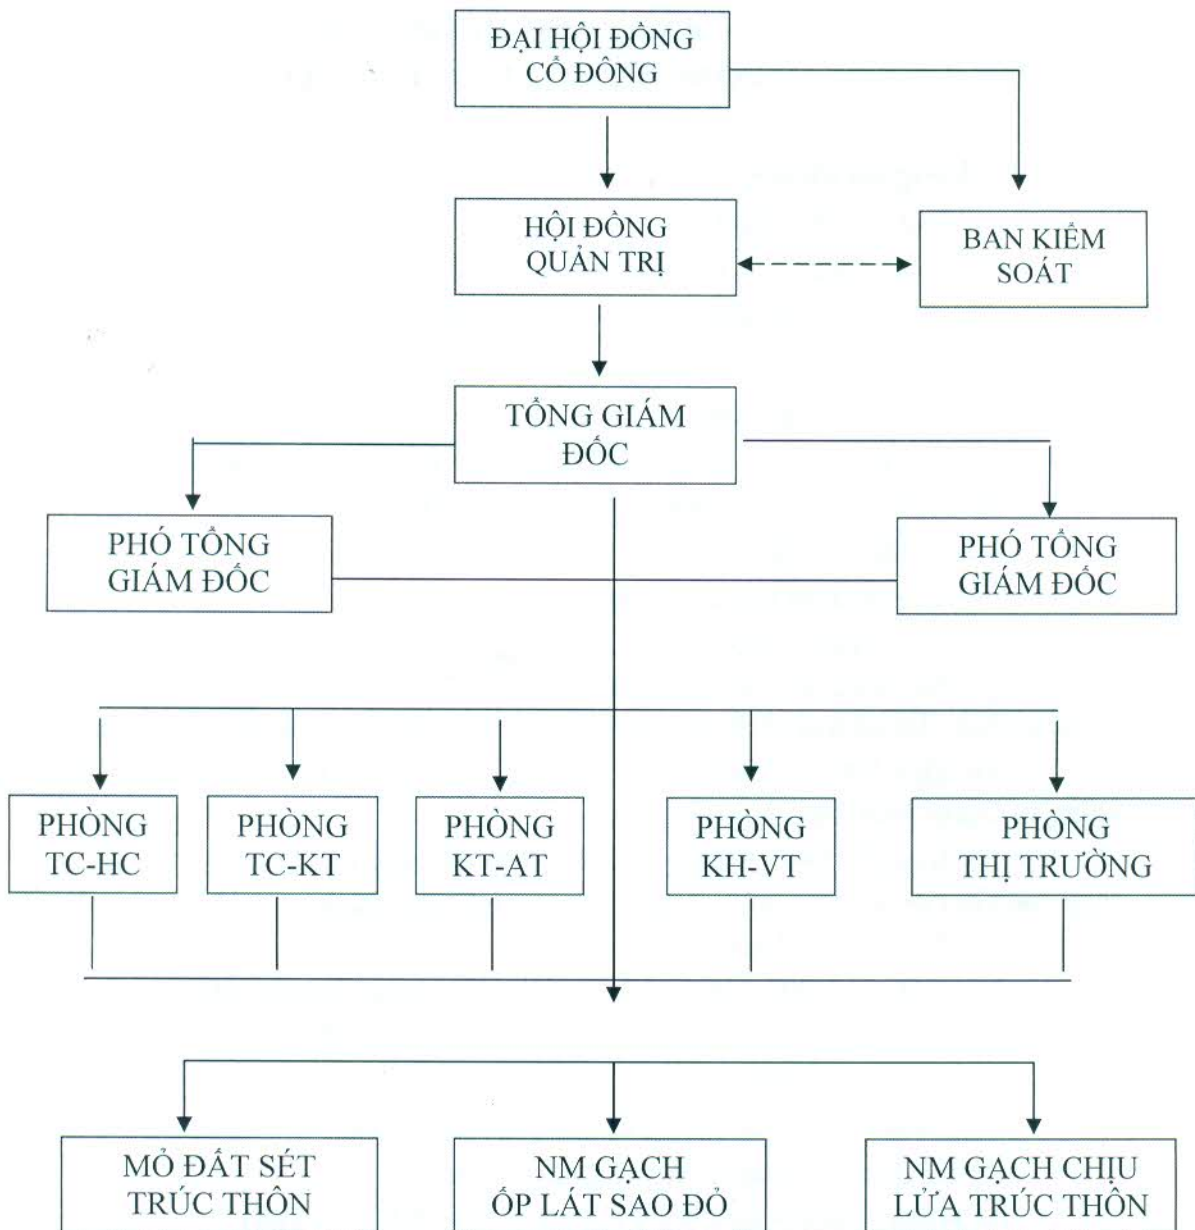 ĐẠI HỘI ĐỒNG
CỔ ĐÔNG
HỘI ĐỒNG
QUẢN TRỊ
BAN KIỂM
SOÁT
TỔNG GIÁM
ĐỐC
PHÓ TỔNG
GIÁM ĐỐC
PHÓ TỔNG
GIÁM ĐỐC
PHÒNG
TC-HC
PHÒNG
TC-KT
PHÒNG
KT-AT
PHÒNG
KH-VT
PHÒNG
THỊ TRƯỜNG
MỎ ĐẤT SÉT
TRÚC THÔN
NM GẠCH
ỐP LÁT SAO ĐỎ
NM GẠCH CHỊU
LỬA TRÚC THÔN